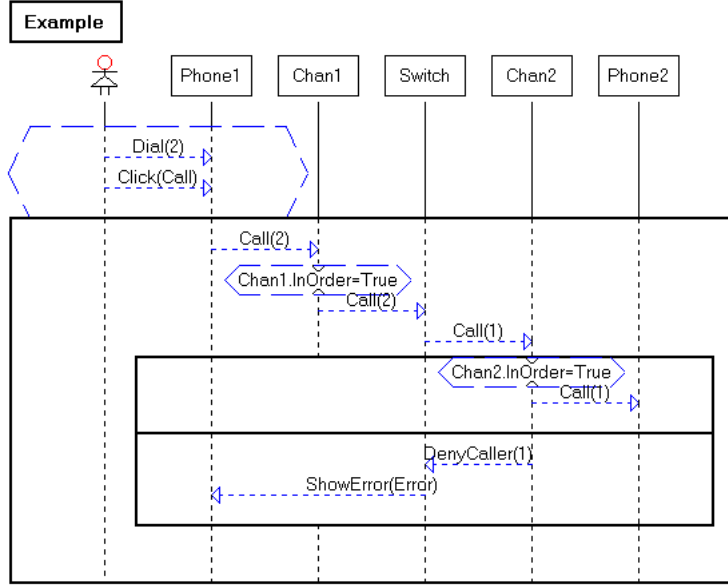 Example
Phone1 Chan1 Switch Chan2 Phone2
Dial(2)
Click(Call)
Call(2)
Chan1.InOrder=True
Call(2)
Call(1)
Chan2.InOrder=True
Call(1)
DenyCaller(1)
ShowError(Error)